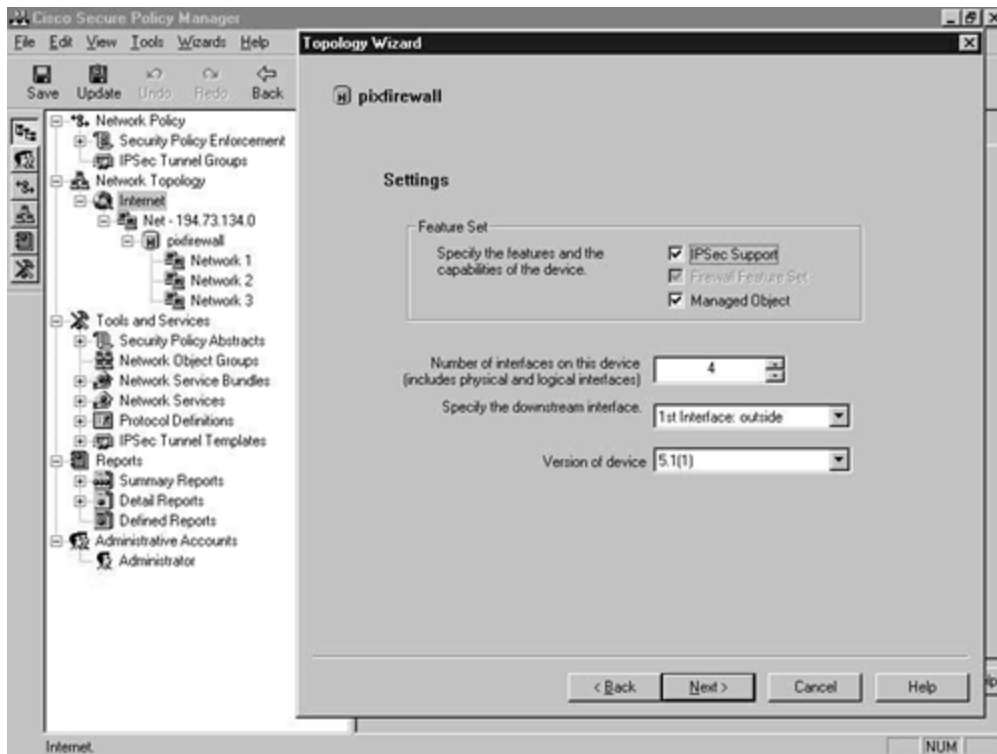 Cisco Secure Policy Manager
File Edit View Tools Wizards Help
Save Update Undo Redo Back
Network Policy
Security Policy Enforcement
IPSec Tunnel Groups
Network Topology
Internet
Net - 194.73.134.0
pixfirewall
Network 1
Network 2
Network 3
Tools and Services
Security Policy Abstracts
Network Object Groups
Network Service Bundles
Network Services
Protocol Definitions
IPSec Tunnel Templates
Reports
Summary Reports
Detail Reports
Defined Reports
Administrative Accounts
Administrator
Topology Wizard
pixfirewall
Settings
Feature Set
Specify the features and the
capabilities of the device.
IPSec Support
Firewall Feature Set
Managed Object
Number of interfaces on this device
(includes physical and logical interfaces)
4
Specify the downstream interface.
1st Interface: outside
Version of device
5.1(1)
< Back Next > Cancel Help
Internet.
NUM